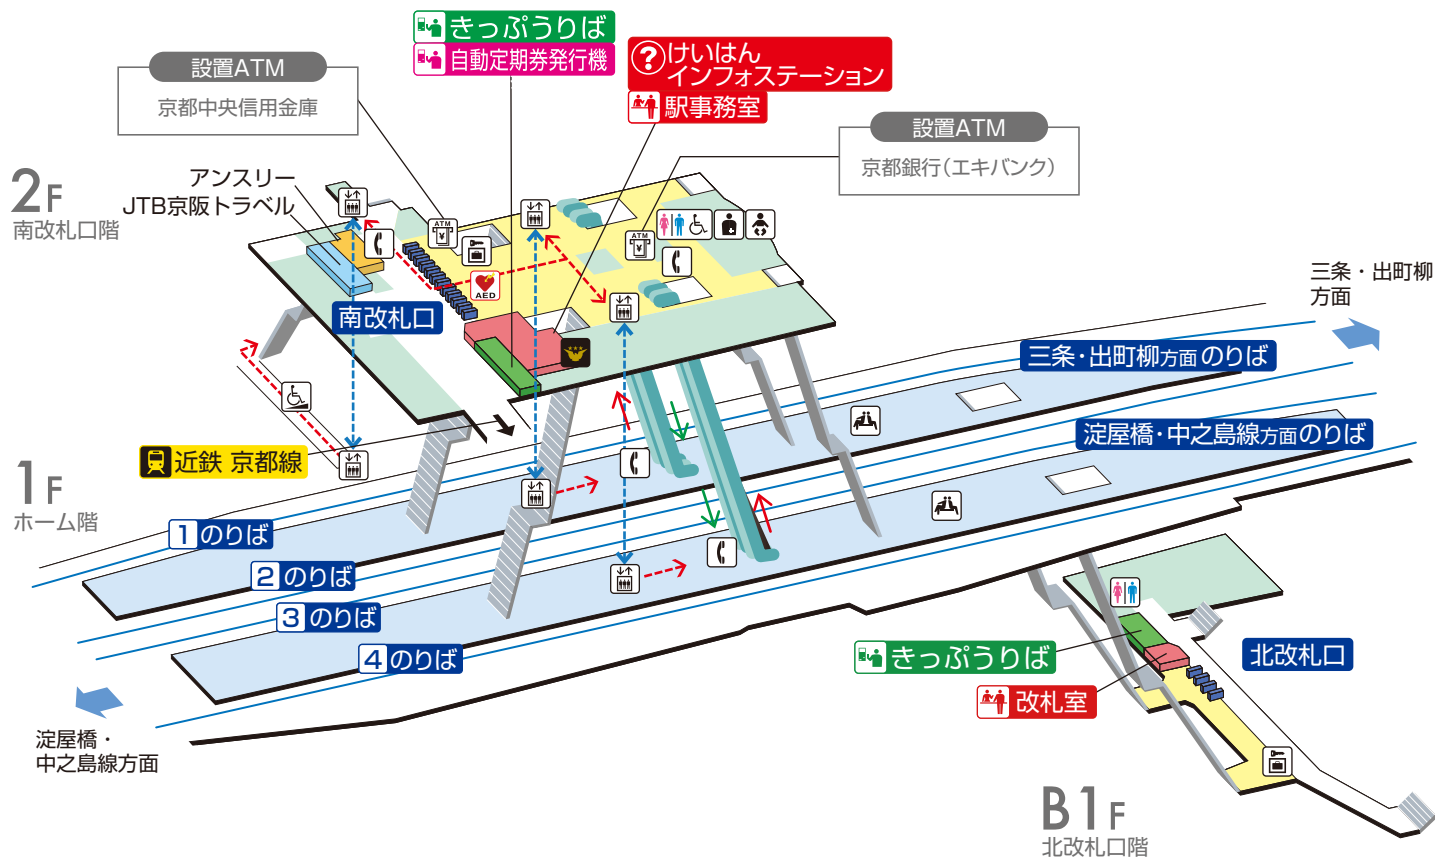 きっぷうりば
自動定期券発行機
けいはん
インフォステーション
駅事務室
設置ATM
京都中央信用金庫
設置ATM
京都銀行(エキバンク)
2F
南改札口階
アンスリー
JTB京阪トラベル
ATM
¥
ATM
¥
AED
南改札口
三条・出町柳
方面
三条・出町柳方面のりば
淀屋橋・中之島線方面のりば
近鉄 京都線
1F
ホーム階
1のりば
2のりば
3のりば
4のりば
淀屋橋・
中之島線方面
きっぷうりば
改札室
北改札口
B1F
北改札口階